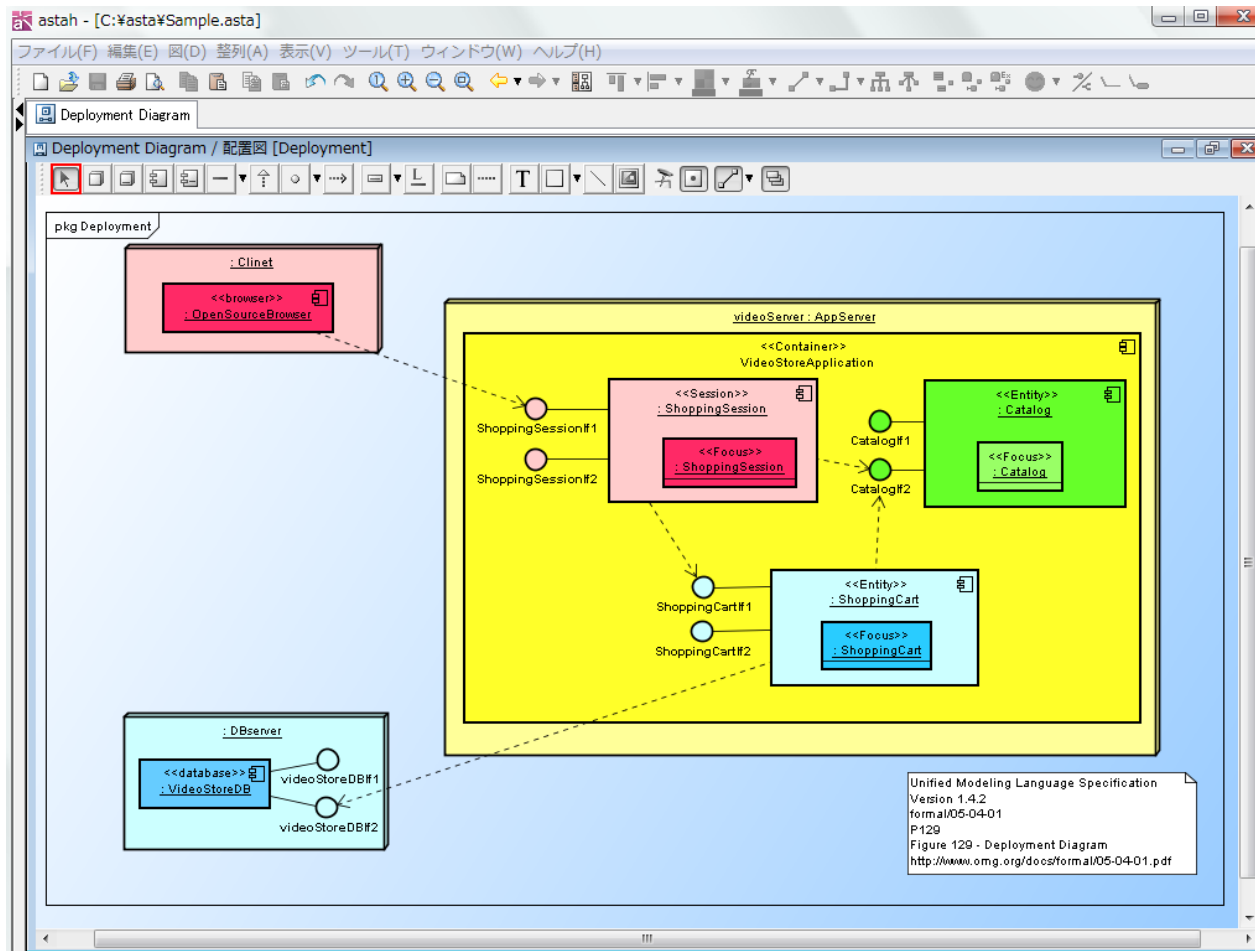 astah - [C:¥asta¥Sample.asta]
ファイル(F) 編集(E) 図(D) 整列(A) 表示(V) ツール(T) ウィンドウ(W) ヘルプ(H)
Deployment Diagram
Deployment Diagram / 配置図 [Deployment]
T
pkg Deployment
: Clinet
<<browser>>
: OpenSourceBrowser
videoServer : AppServer
<<Container>>
VideoStoreApplication
<<Session>>
: ShoppingSession
<<Focus>>
: ShoppingSession
ShoppingSessionIf1
ShoppingSessionIf2
<<Entity>>
: Catalog
<<Focus>>
: Catalog
CatalogIf1
CatalogIf2
ShoppingCartIf1
ShoppingCartIf2
<<Entity>>
: ShoppingCart
<<Focus>>
: ShoppingCart
: DBserver
<<database>>
: VideoStoreDB
videoStoreDBIf1
videoStoreDBIf2
Unified Modeling Language Specification
Version 1.4.2
formal/05-04-01
P129
Figure 129 - Deployment Diagram
http://www.omg.org/docs/formal/05-04-01.pdf